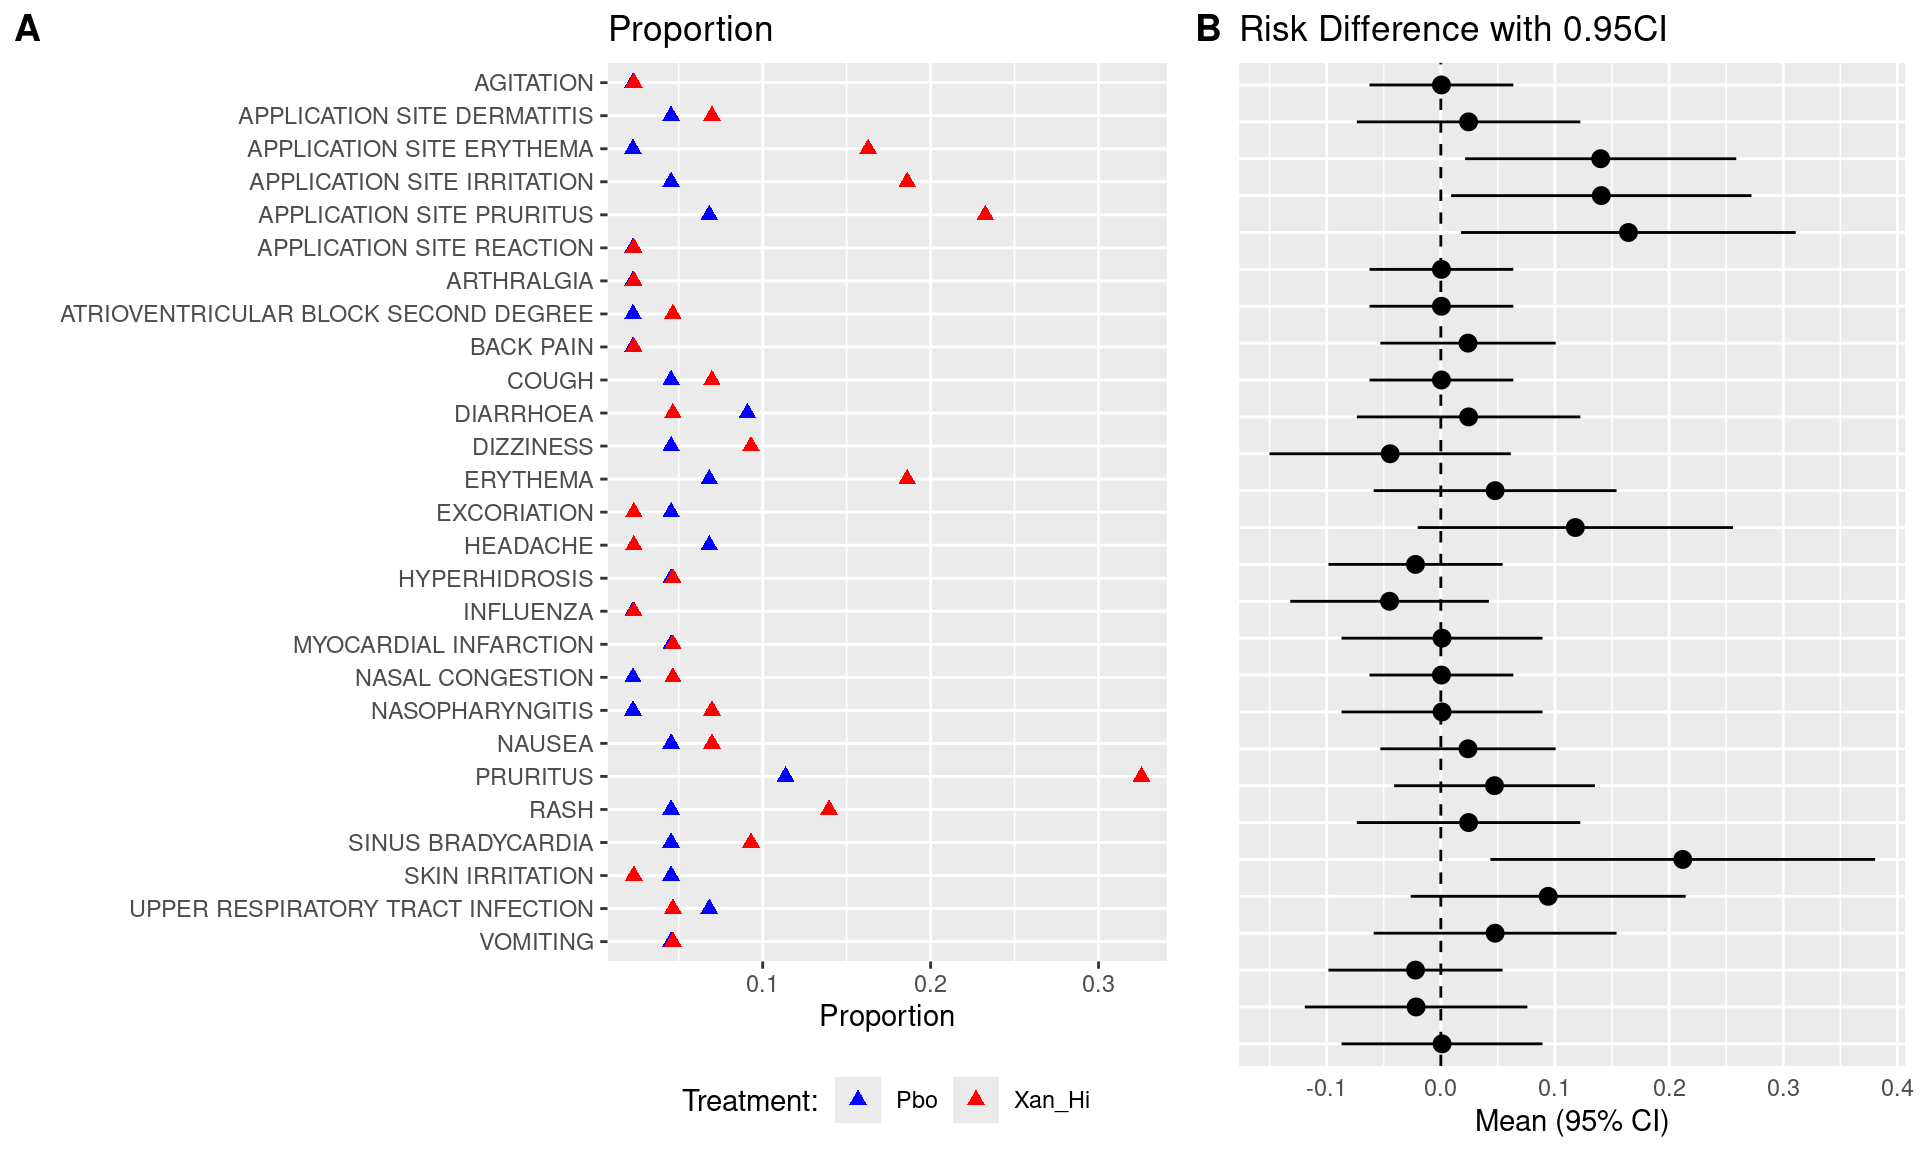 A
Proportion
AGITATION
APPLICATION SITE DERMATITIS
APPLICATION SITE ERYTHEMA
APPLICATION SITE IRRITATION
APPLICATION SITE PRURITUS
APPLICATION SITE REACTION
ARTHRALGIA
ATRIOVENTRICULAR BLOCK SECOND DEGREE
BACK PAIN
COUGH
DIARRHOEA
DIZZINESS
ERYTHEMA
EXCORIATION
HEADACHE
HYPERHIDROSIS
INFLUENZA
MYOCARDIAL INFARCTION
NASAL CONGESTION
NASOPHARYNGITIS
NAUSEA
PRURITUS
RASH
SINUS BRADYCARDIA
SKIN IRRITATION
UPPER RESPIRATORY TRACT INFECTION
VOMITING
0.1 0.2 0.3
Proportion
Treatment: Pbo Xan_Hi
B Risk Difference with 0.95CI
-0.1 0.0 0.1 0.2 0.3 0.4
Mean (95% CI)